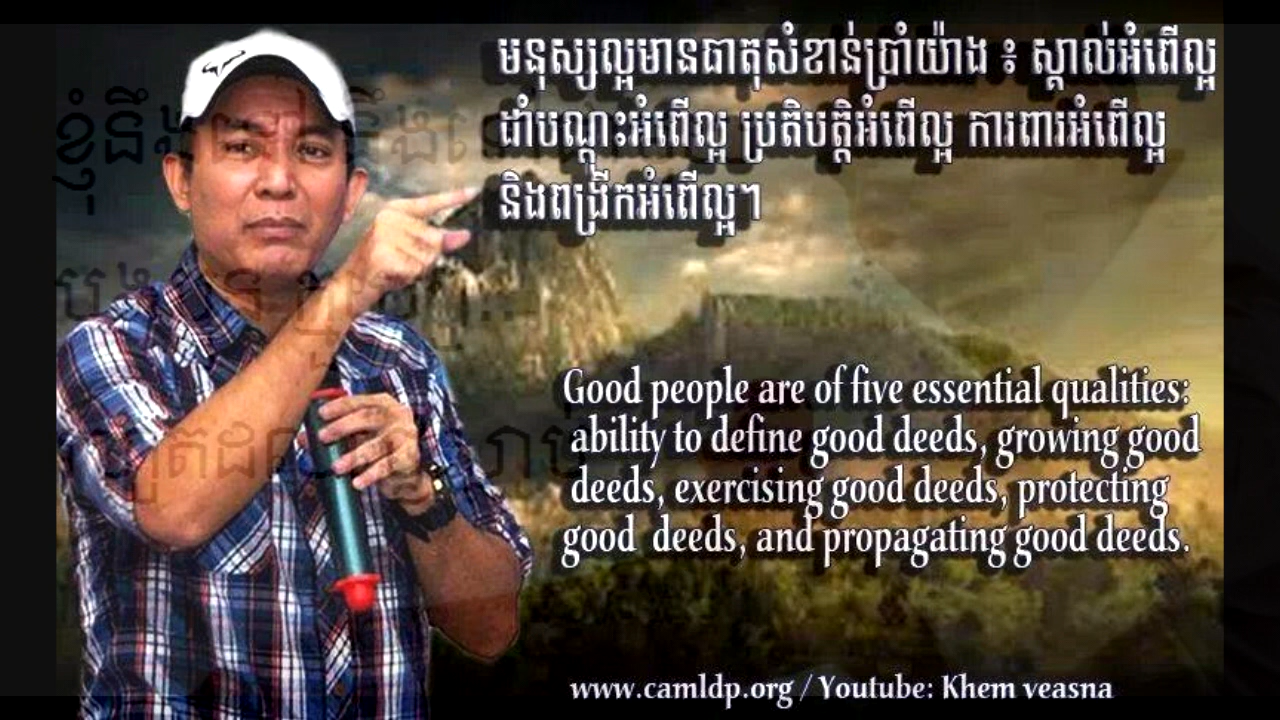 មនុស្សល្អមានធាតុសំខាន់ប្រាំយ៉ាង ៖ ស្គាល់អំពើល្អ
ដាំបណ្តុះអំពើល្អ ប្រតិបត្តិអំពើល្អ ការពារអំពើល្អ
និងពង្រីកអំពើល្អ។
Good people are of five essential qualities:
ability to define good deeds, growing good
deeds, exercising good deeds, protecting
good deeds, and propagating good deeds.
www.camldp.org / Youtube: Khem veasna